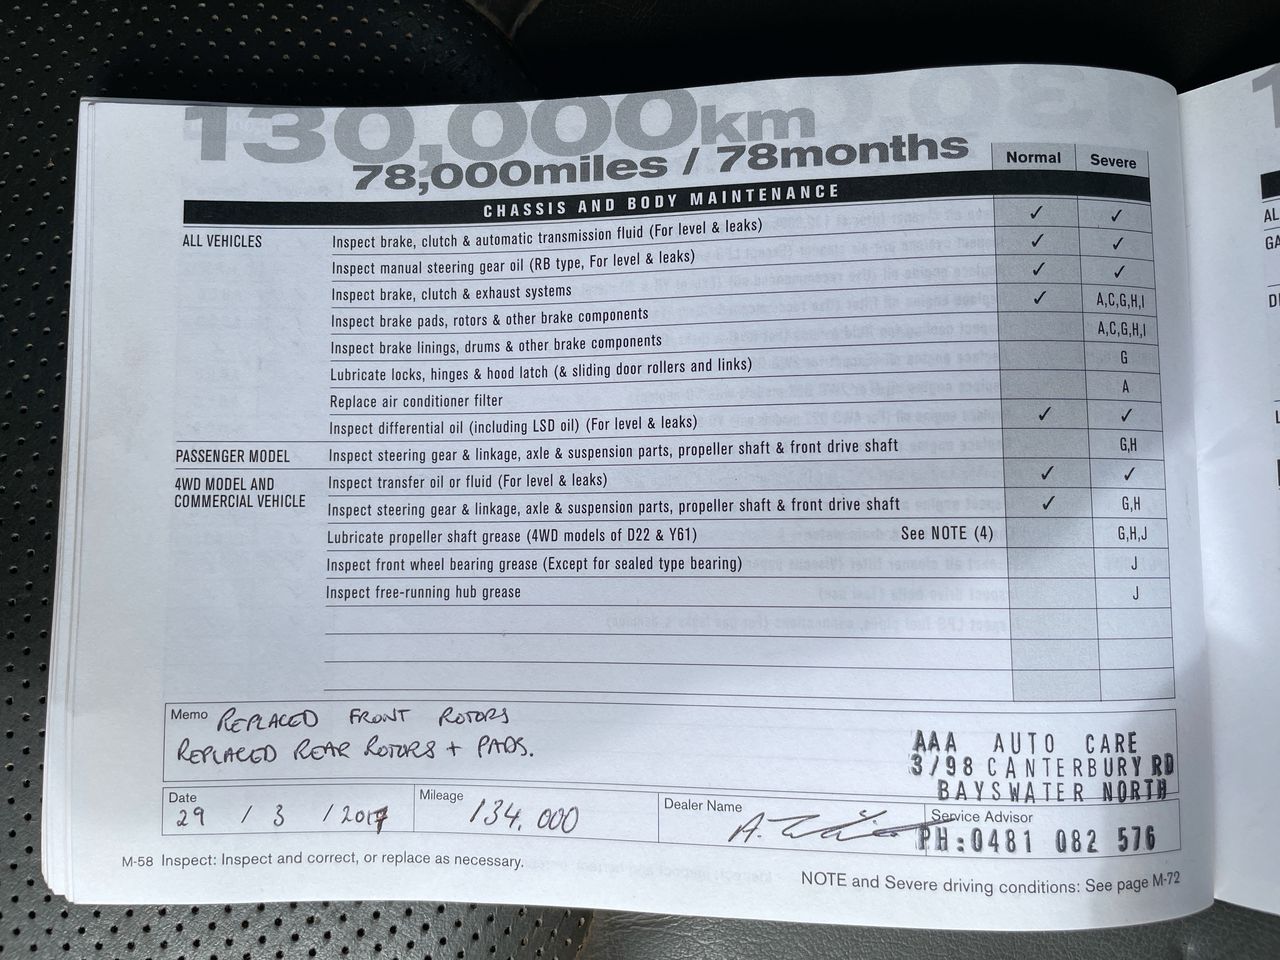 130,000km
78,000miles / 78months
Normal Severe
CHASSIS AND BODY MAINTENANCE
ALL VEHICLES Inspect brake, clutch & automatic transmission fluid (For level & leaks) ✓ ✓
Inspect manual steering gear oil (RB type, For level & leaks) ✓ ✓
Inspect brake, clutch & exhaust systems ✓ ✓
Inspect brake pads, rotors & other brake components ✓ A,C,G,H,I
Inspect brake linings, drums & other brake components A,C,G,H,I
Lubricate locks, hinges & hood latch (& sliding door rollers and links) G
Replace air conditioner filter A
Inspect differential oil (including LSD oil) (For level & leaks) ✓ ✓
PASSENGER MODEL Inspect steering gear & linkage, axle & suspension parts, propeller shaft & front drive shaft G,H
4WD MODEL AND COMMERCIAL VEHICLE Inspect transfer oil or fluid (For level & leaks) ✓ ✓
Inspect steering gear & linkage, axle & suspension parts, propeller shaft & front drive shaft ✓ G,H
Lubricate propeller shaft grease (4WD models of D22 & Y61) See NOTE (4) G,H,J
Inspect front wheel bearing grease (Except for sealed type bearing) J
Inspect free-running hub grease J
Memo REPLACED FRONT ROTORS
REPLACED REAR ROTORS + PADS.
AAA AUTO CARE
3/98 CANTERBURY RD
BAYSWATER NORTH
PH:0481 082 576
Date 29 / 3 / 2017
Mileage 134,000
Dealer Name
Service Advisor
M-58 Inspect: Inspect and correct, or replace as necessary.
NOTE and Severe driving conditions: See page M-72